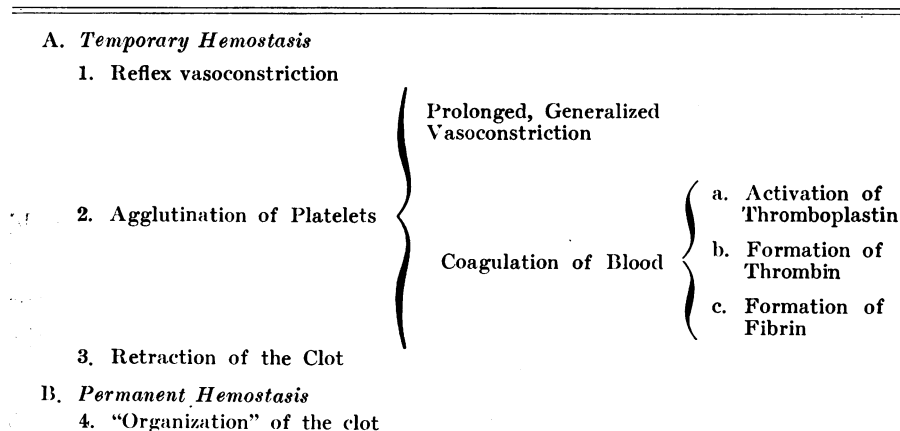 A. Temporary Hemostasis
1. Reflex vasoconstriction
Prolonged, Generalized
Vasoconstriction
2. Agglutination of Platelets
Coagulation of Blood
a. Activation of
Thromboplastin
b. Formation of
Thrombin
c. Formation of
Fibrin
3. Retraction of the Clot
B. Permanent Hemostasis
4. "Organization" of the clot